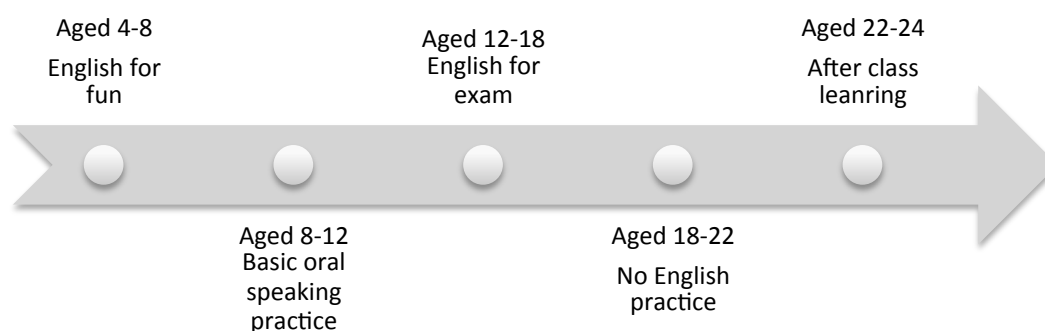 Aged 4-8
English for
fun
Aged 8-12
Basic oral
speaking
practice
Aged 12-18
English for
exam
Aged 18-22
No English
practice
Aged 22-24
After class
leanring